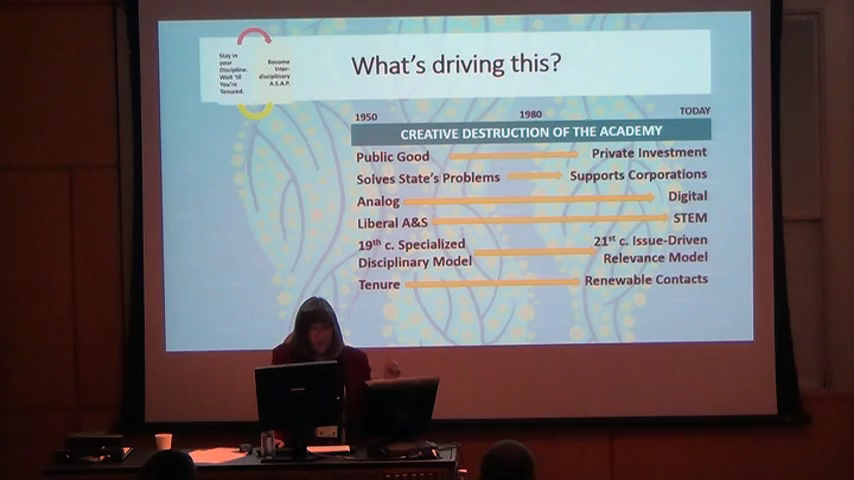 Stay in
your
Discipline.
Wait 'til
You're
Tenured.
Become
Inter-
disciplinary
A.S.A.P.
What's driving this?
1950 1980 TODAY
CREATIVE DESTRUCTION OF THE ACADEMY
Public Good Private Investment
Solves State's Problems Supports Corporations
Analog Digital
Liberal A&S STEM
19th c. Specialized 21st c. Issue-Driven
Disciplinary Model Relevance Model
Tenure Renewable Contacts